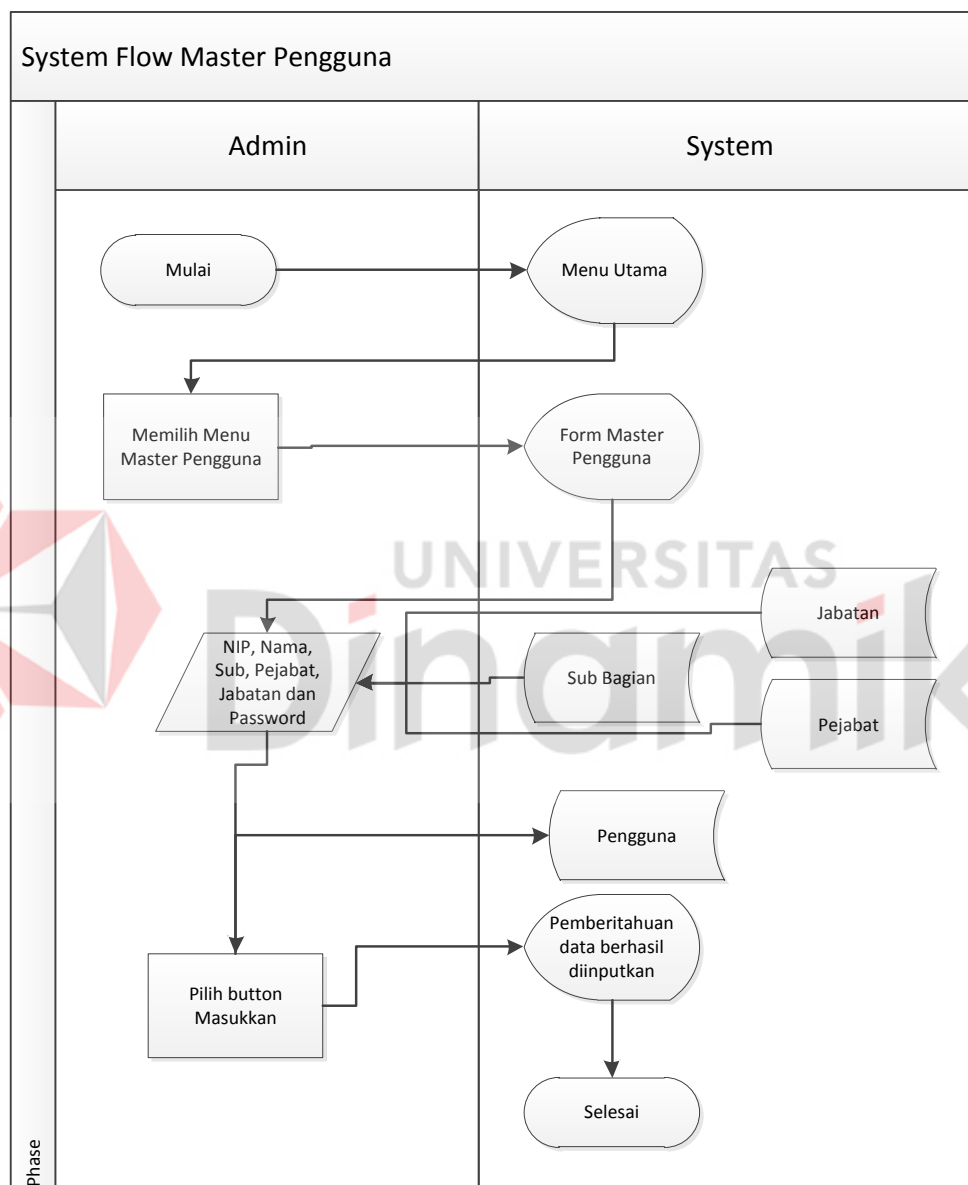 System Flow Master Pengguna
Admin
System
Mulai
Menu Utama
Memilih Menu
Master Pengguna
Form Master
Pengguna
UNIVERSITAS
Dinamika
NIP, Nama,
Sub, Pejabat,
Jabatan dan
Password
Sub Bagian
Jabatan
Pejabat
Pengguna
Pemberitahuan
data berhasil
diinputkan
Pilih button
Masukkan
Selesai
Phase